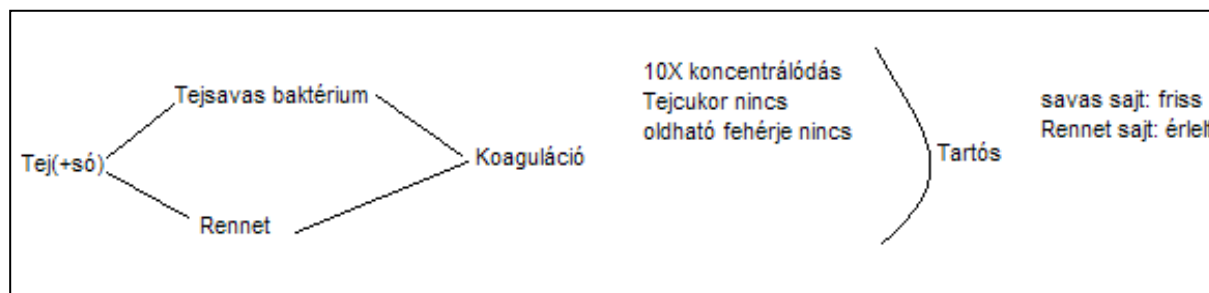 Tej(+só)
Tejsavas baktérium
Rennet
Koaguláció
10X koncentrálódás
Tejcukor nincs
oldható fehérje nincs
Tartós
savas sajt: friss
Rennet sajt: érlelt